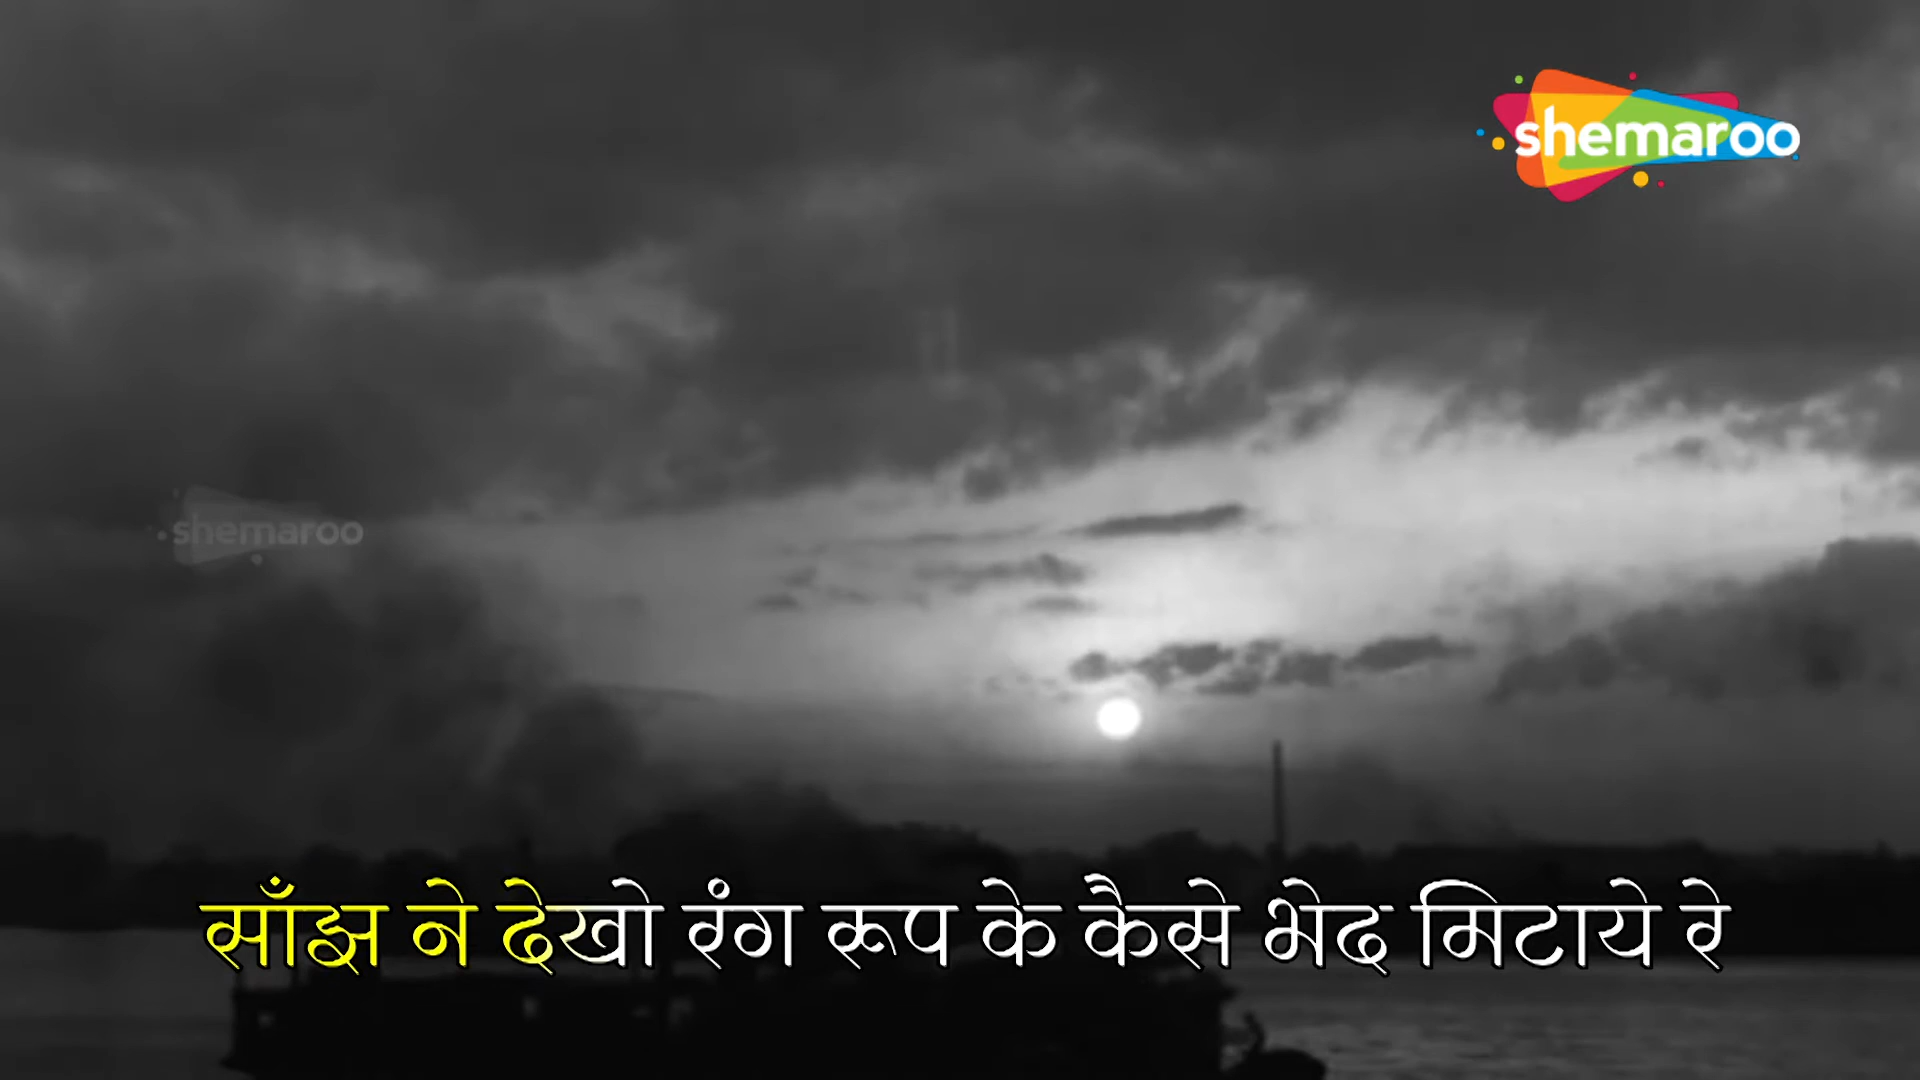 shemaroo
shemaroo
साँझ ने देखो रंग रूप के कैसे भेद मिटाये रे